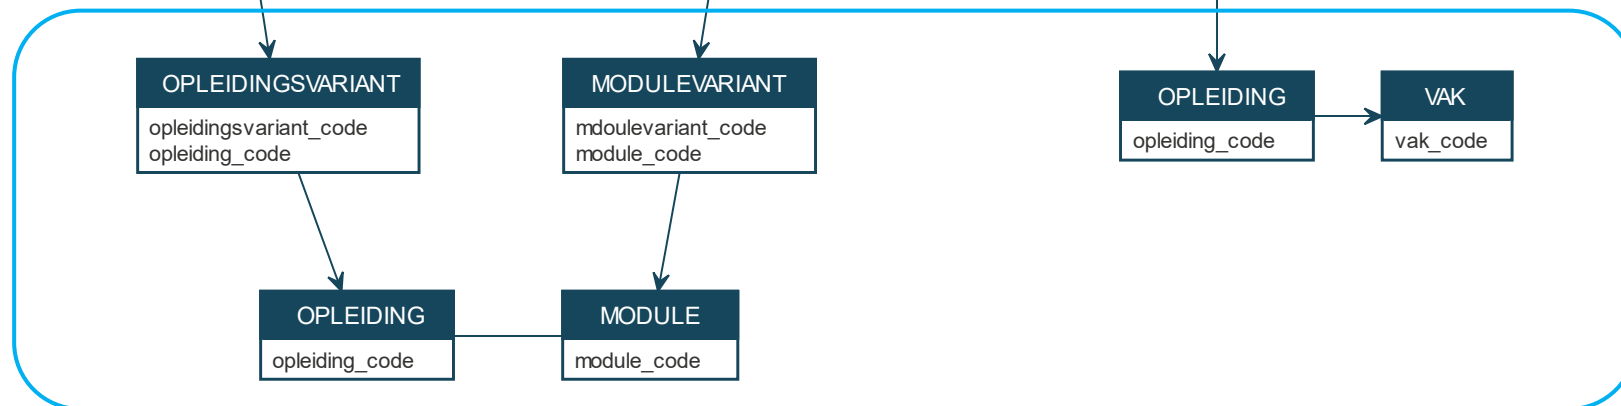 OPLEIDINGSVARIANT
opleidingsvariant_code
opleiding_code
MODULEVARIANT
mdoulevariant_code
module_code
OPLEIDING
opleiding_code
VAK
vak_code
OPLEIDING
opleiding_code
MODULE
module_code